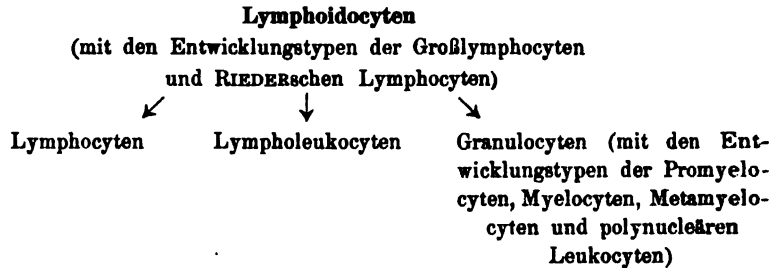 Lymphoidocyten
(mit den Entwicklungstypen der Großlymphocyten
und RIEDERschen Lymphocyten)
Lymphocyten
Lympholeukocyten
Granulocyten (mit den Ent-
wicklungstypen der Promyelo-
cyten, Myelocyten, Metamyelo-
cyten und polynucleären
Leukocyten)